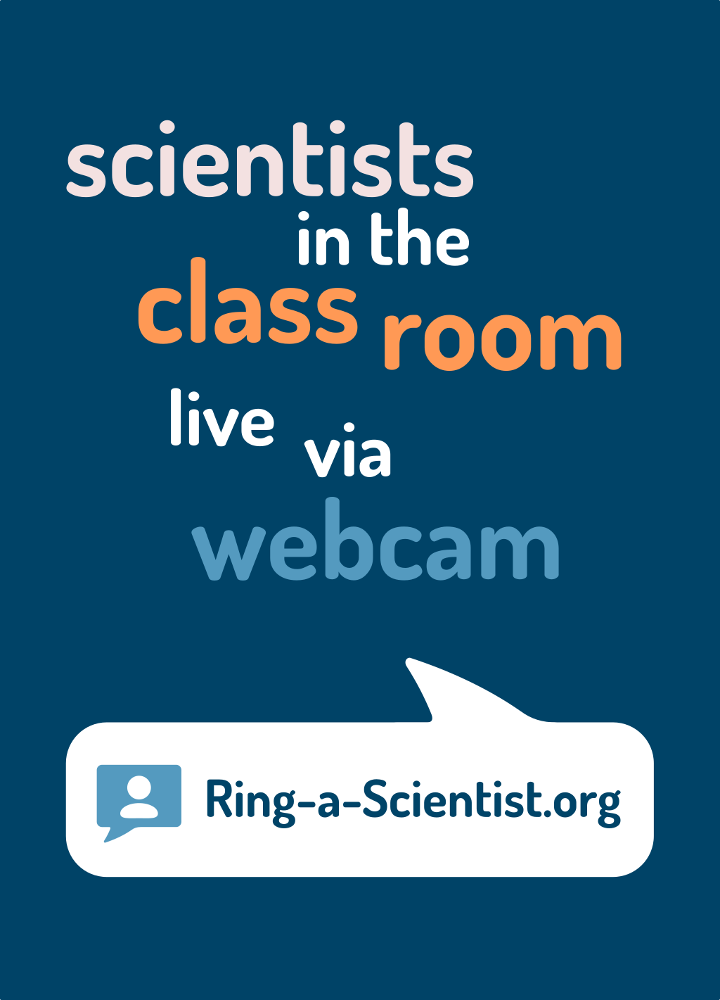 scientists
in the
class room
live via
webcam
Ring-a-Scientist.org